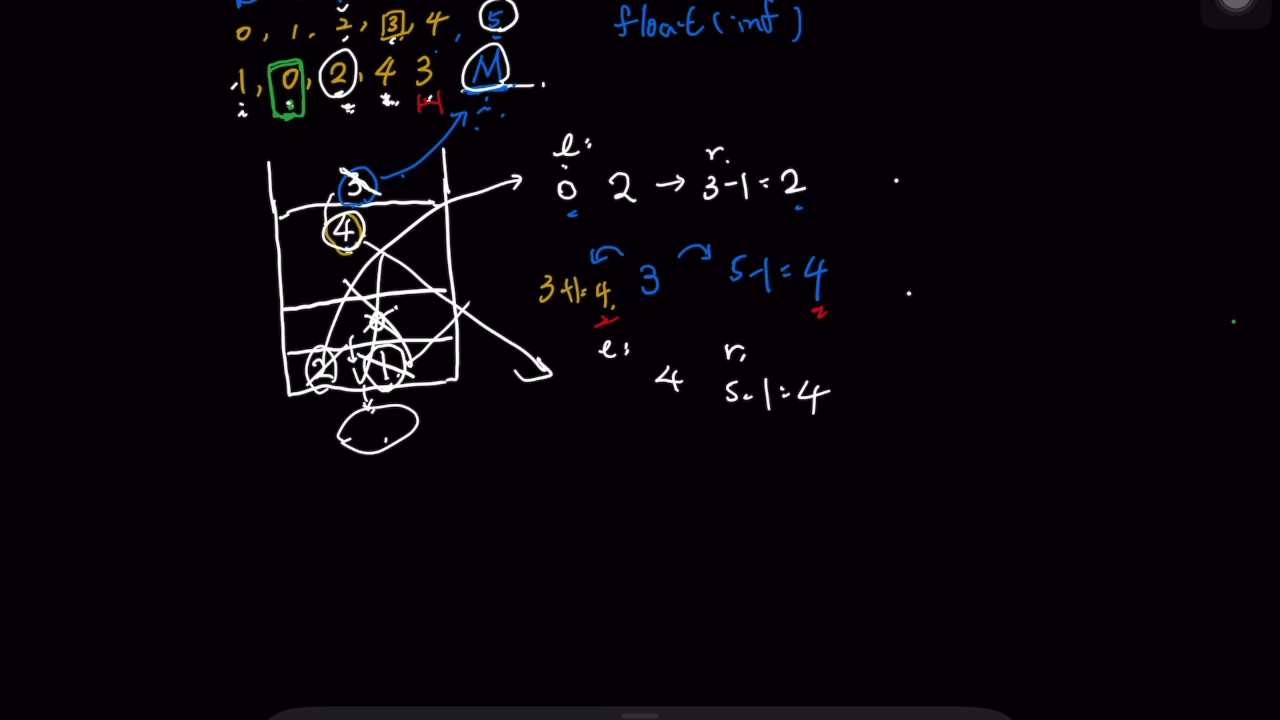 0, 1, 2, 3, 4, 5
float(inf)
1, 0, 2, 4 3 M
i
H
l: r.
3
0 2 → 3-1=2
4
3+1=4. 3 5-1=4
l: r,
2 1
4 5-1=4